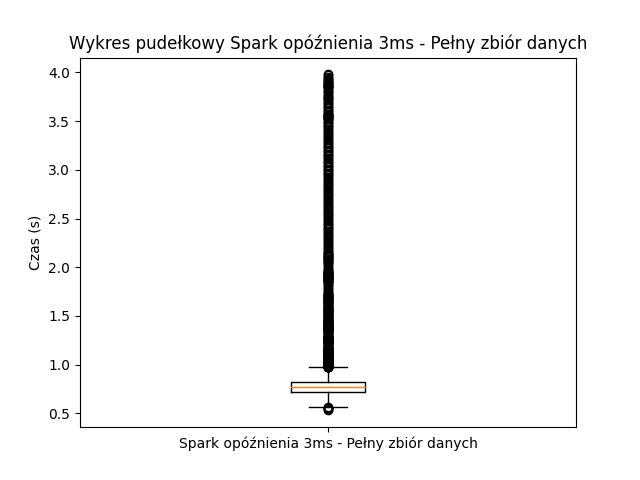 Wykres pudełkowy Spark opóźnienia 3ms - Pełny zbiór danych
4.0
3.5
3.0
2.5
2.0
1.5
1.0
0.5
Czas (s)
Spark opóźnienia 3ms - Pełny zbiór danych